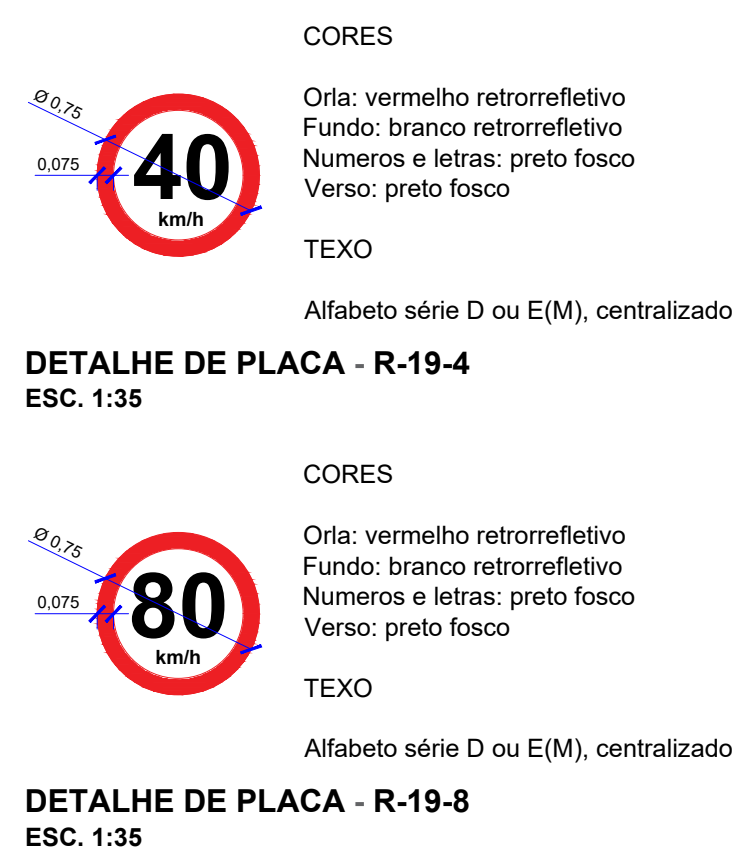 CORES
Ø 0,75
0,075
40
km/h
Orla: vermelho retrorrefletivo
Fundo: branco retrorrefletivo
Numeros e letras: preto fosco
Verso: preto fosco
TEXO
Alfabeto série D ou E(M), centralizado
DETALHE DE PLACA - R-19-4
ESC. 1:35
CORES
Ø 0,75
0,075
80
km/h
Orla: vermelho retrorrefletivo
Fundo: branco retrorrefletivo
Numeros e letras: preto fosco
Verso: preto fosco
TEXO
Alfabeto série D ou E(M), centralizado
DETALHE DE PLACA - R-19-8
ESC. 1:35